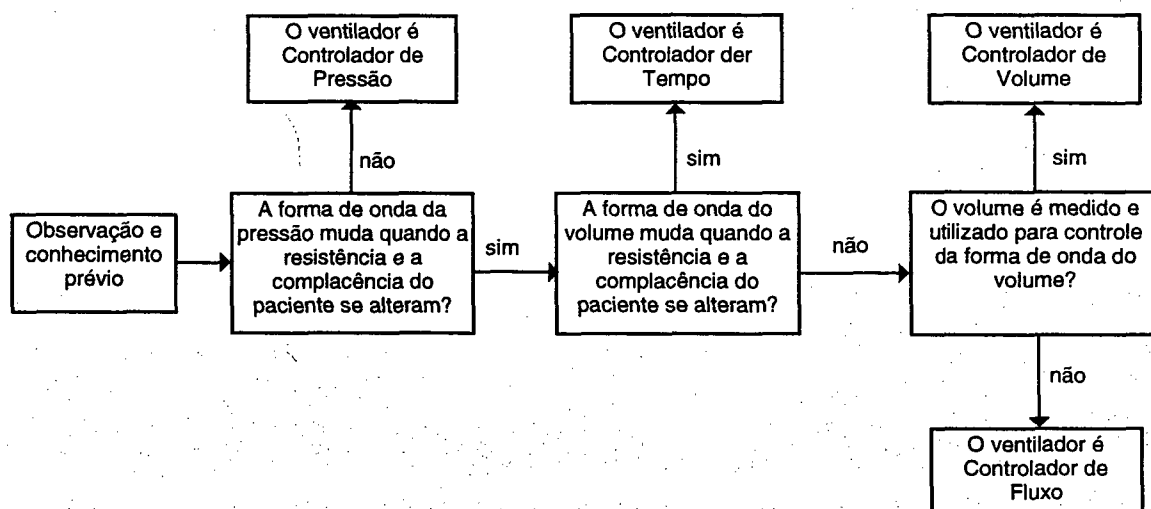 O ventilador é
Controlador de
Pressão
O ventilador é
Controlador der
Tempo
O ventilador é
Controlador de
Volume
não
sim
sim
Observação e
conhecimento
prévio
A forma de onda da
pressão muda quando a
resistência e a
complacência do
paciente se alteram?
sim
A forma de onda do
volume muda quando a
resistência e a
complacência do
paciente se alteram?
não
O volume é medido e
utilizado para controle
da forma de onda do
volume?
não
O ventilador é
Controlador de
Fluxo